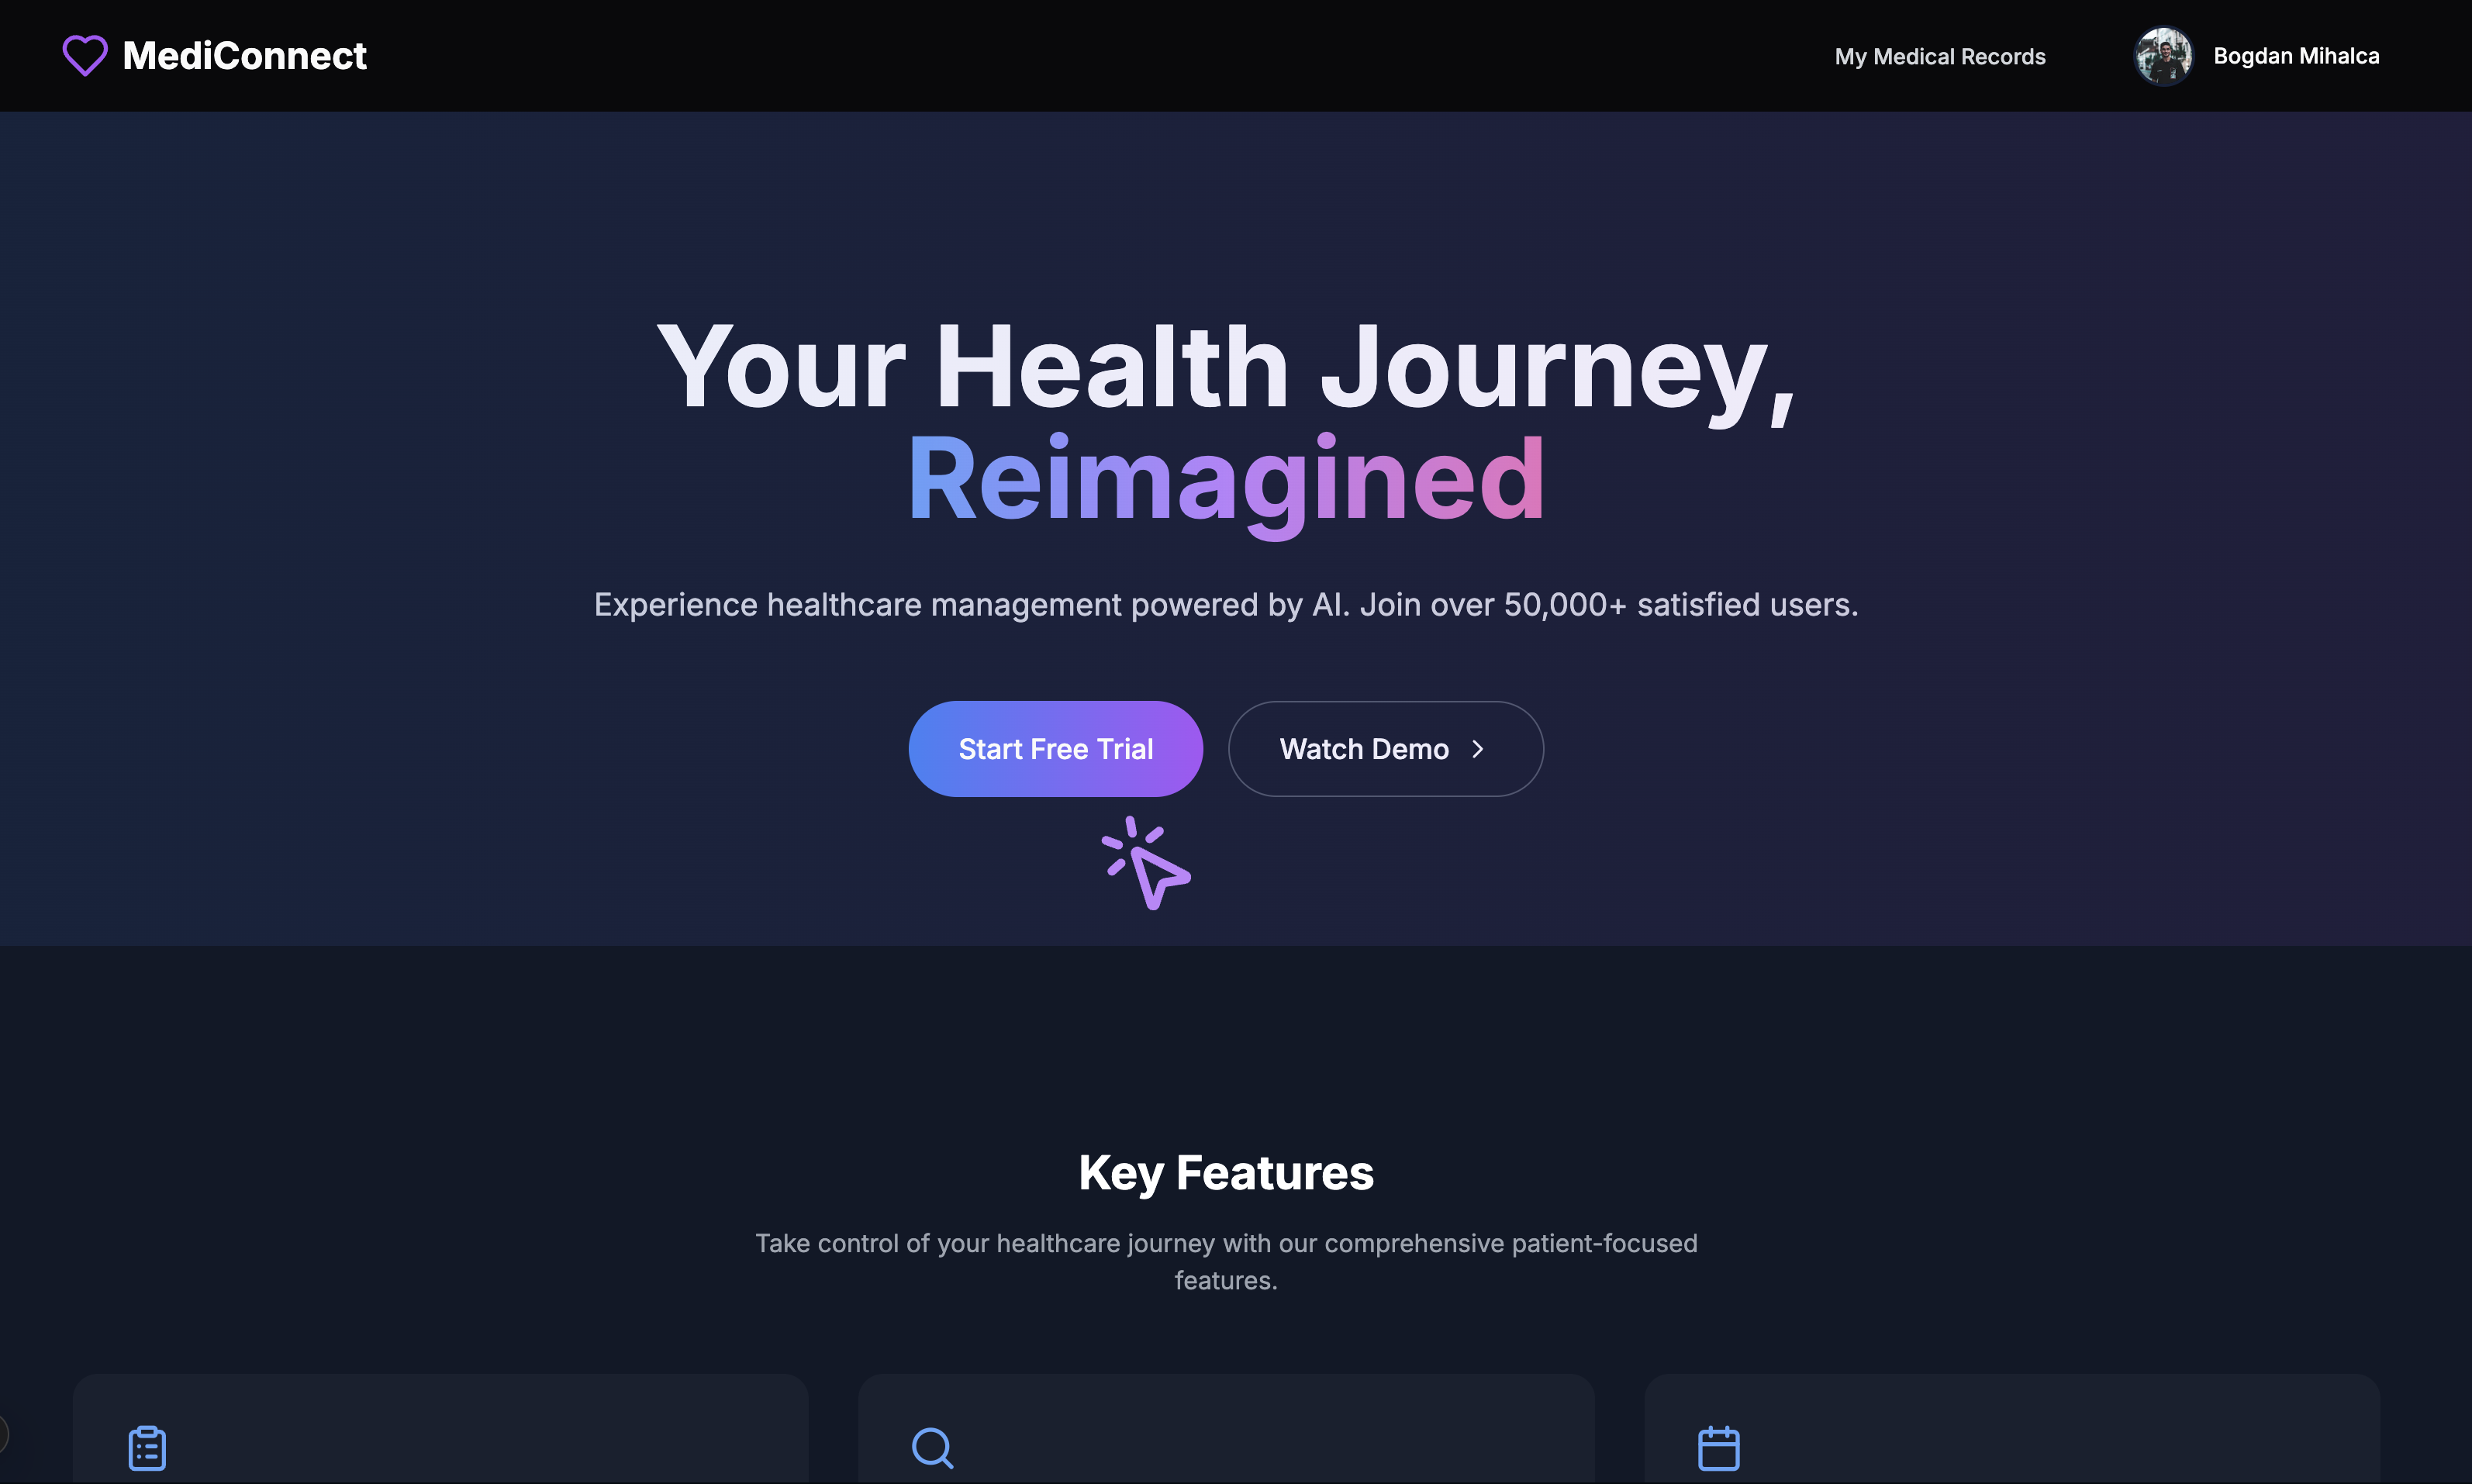 MediConnect
My Medical Records
Bogdan Mihalca
Your Health Journey,
Reimagined
Experience healthcare management powered by AI. Join over 50,000+ satisfied users.
Start Free Trial
Watch Demo
Key Features
Take control of your healthcare journey with our comprehensive patient-focused
features.